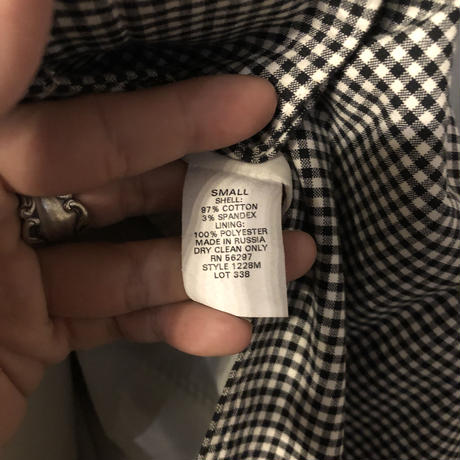 SMALL
SHELL:
97% COTTON
3% SPANDEX
LINING:
100% POLYESTER
MADE IN RUSSIA
DRY CLEAN ONLY
RN 56297
STYLE 1228M
LOT 33B